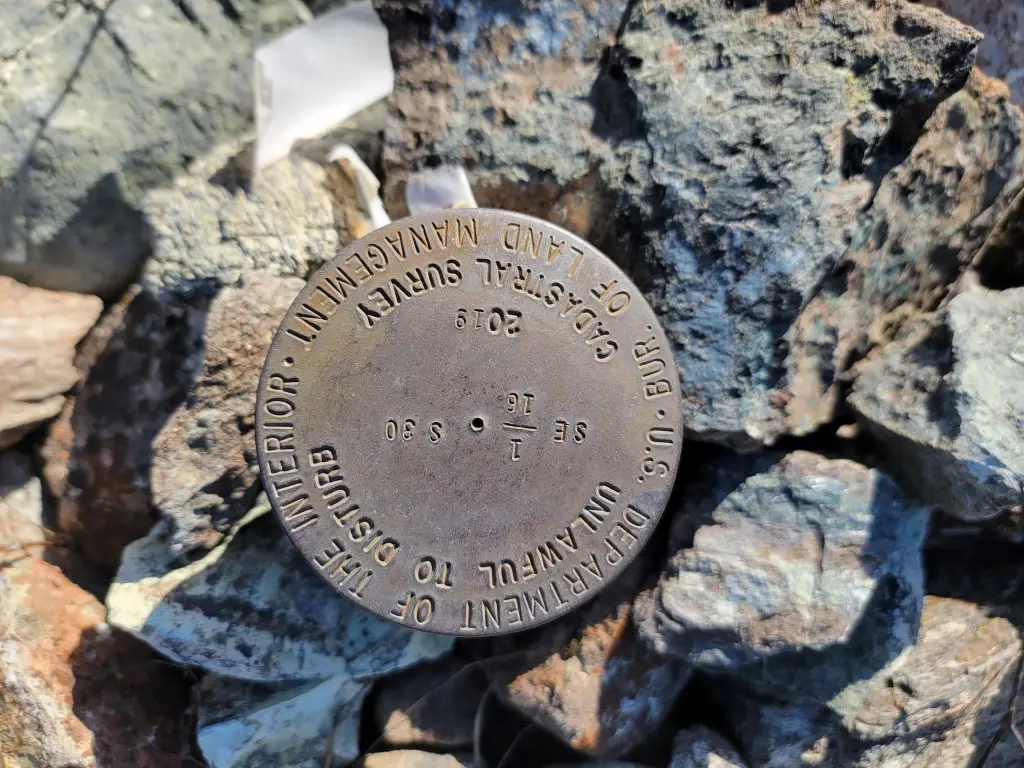 U.S. DEPARTMENT OF THE INTERIOR · BUR. OF LAND MANAGEMENT ·
UNLAWFUL TO DISTURB
SE 1/16 S 30
2019
CADASTRAL SURVEY